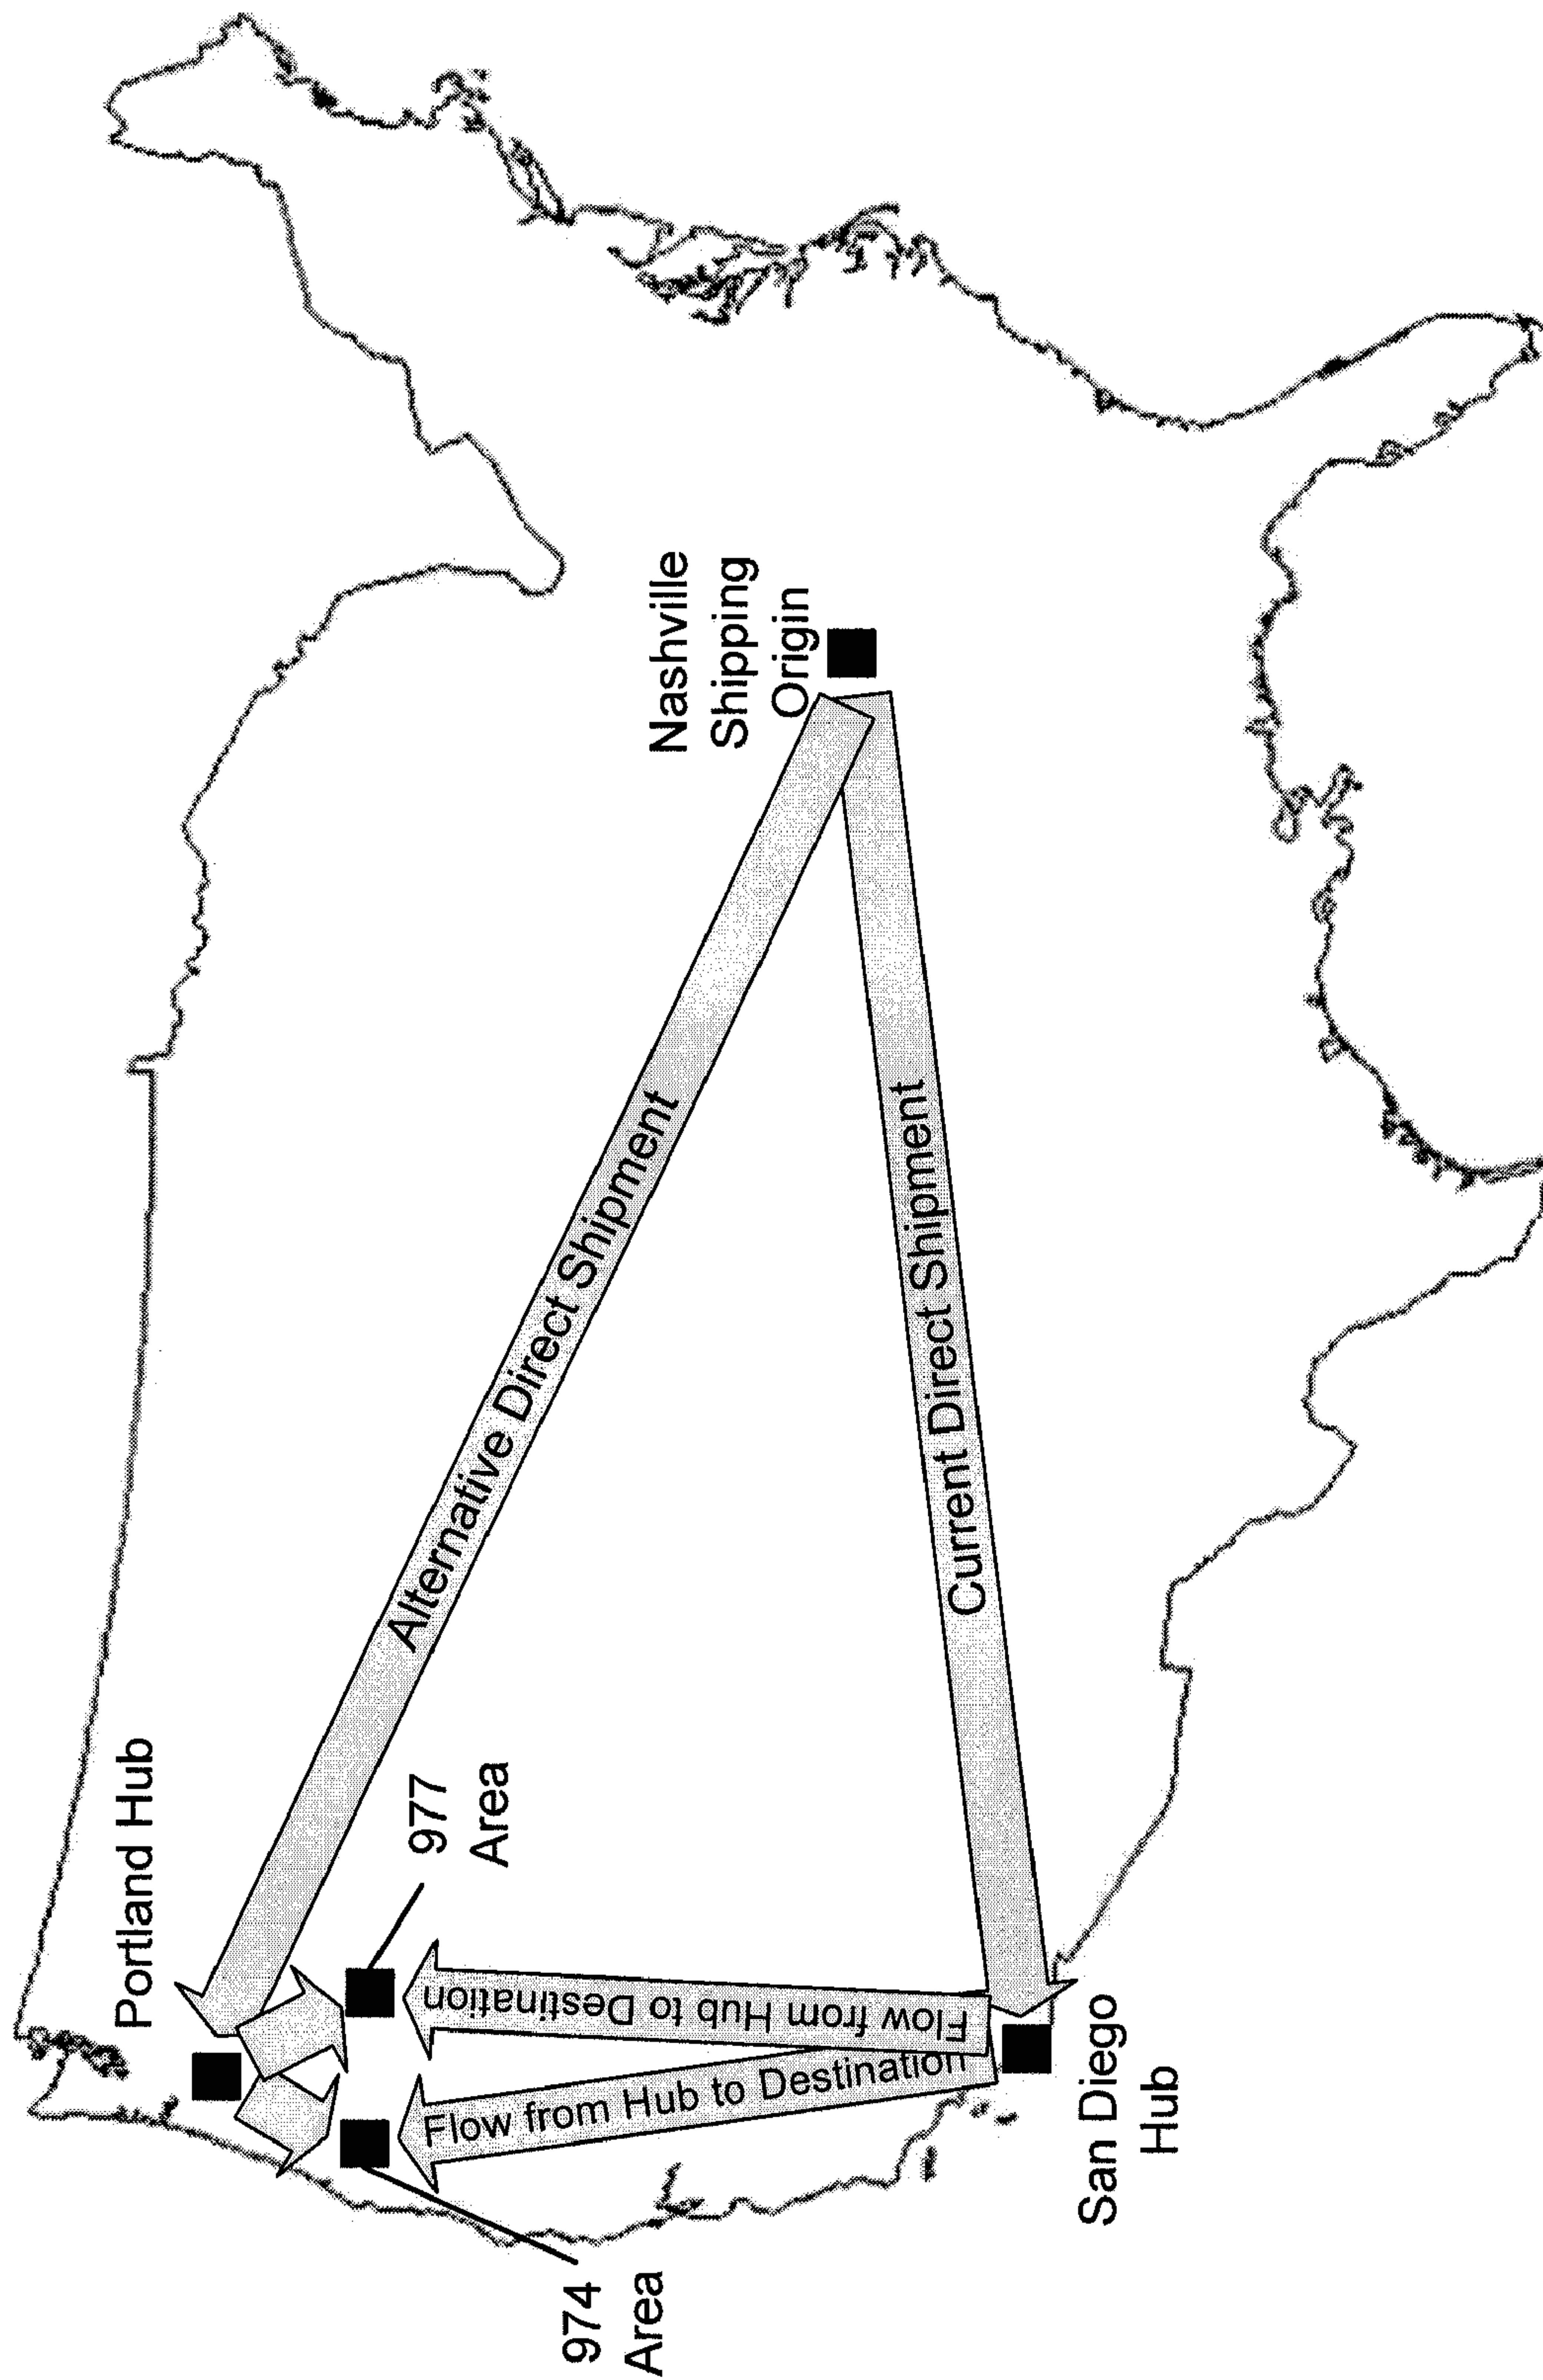 Portland Hub
Nashville
Shipping
Origin
Alternative Direct Shipment
977
Area
974
Area
Flow from Hub to Destination
Flow from Hub to Destination
Current Direct Shipment
San Diego
Hub